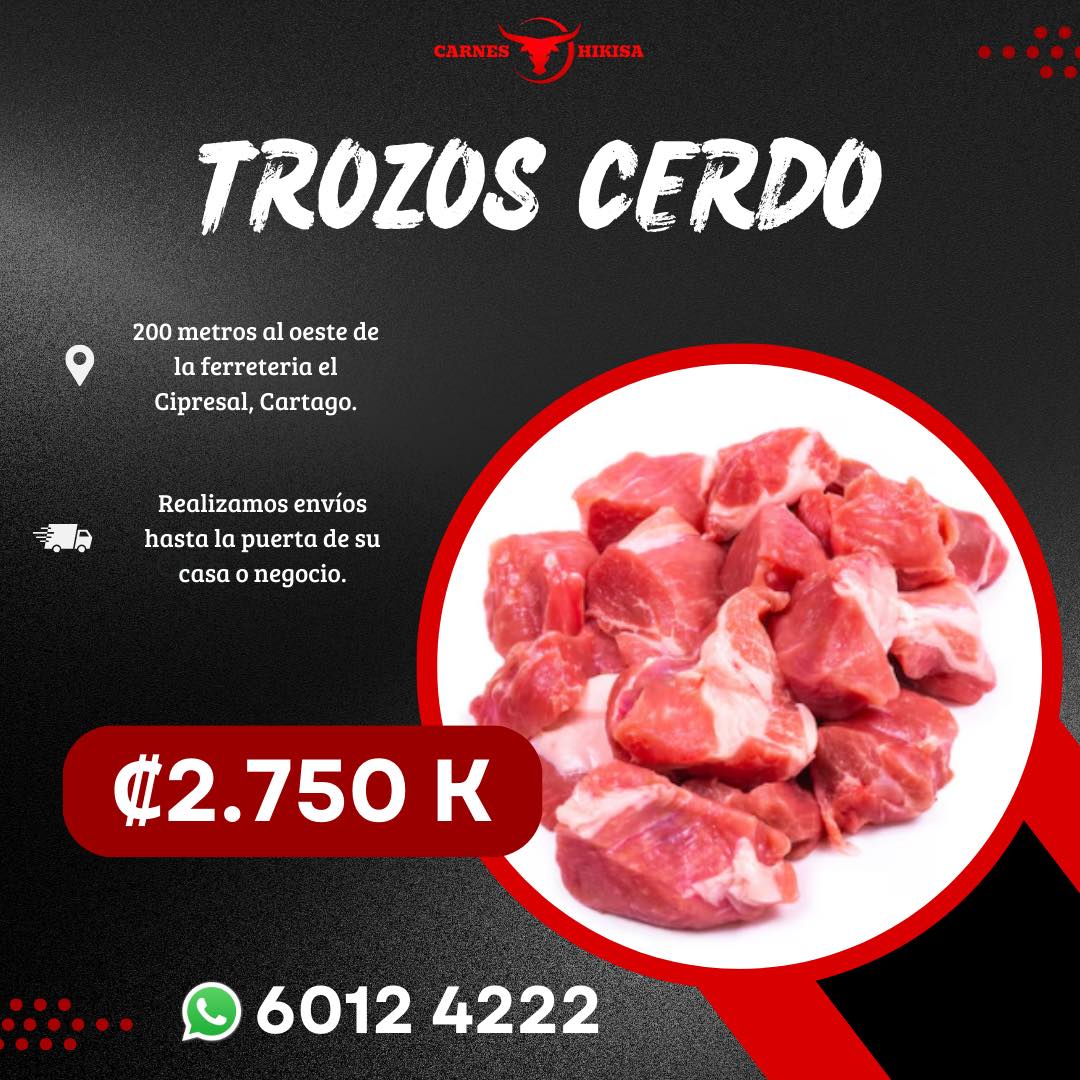 CARNES HIKISA
TROZOS CERDO
200 metros al oeste de
la ferreteria el
Cipresal, Cartago.
Realizamos envíos
hasta la puerta de su
casa o negocio.
₡2.750 K
6012 4222